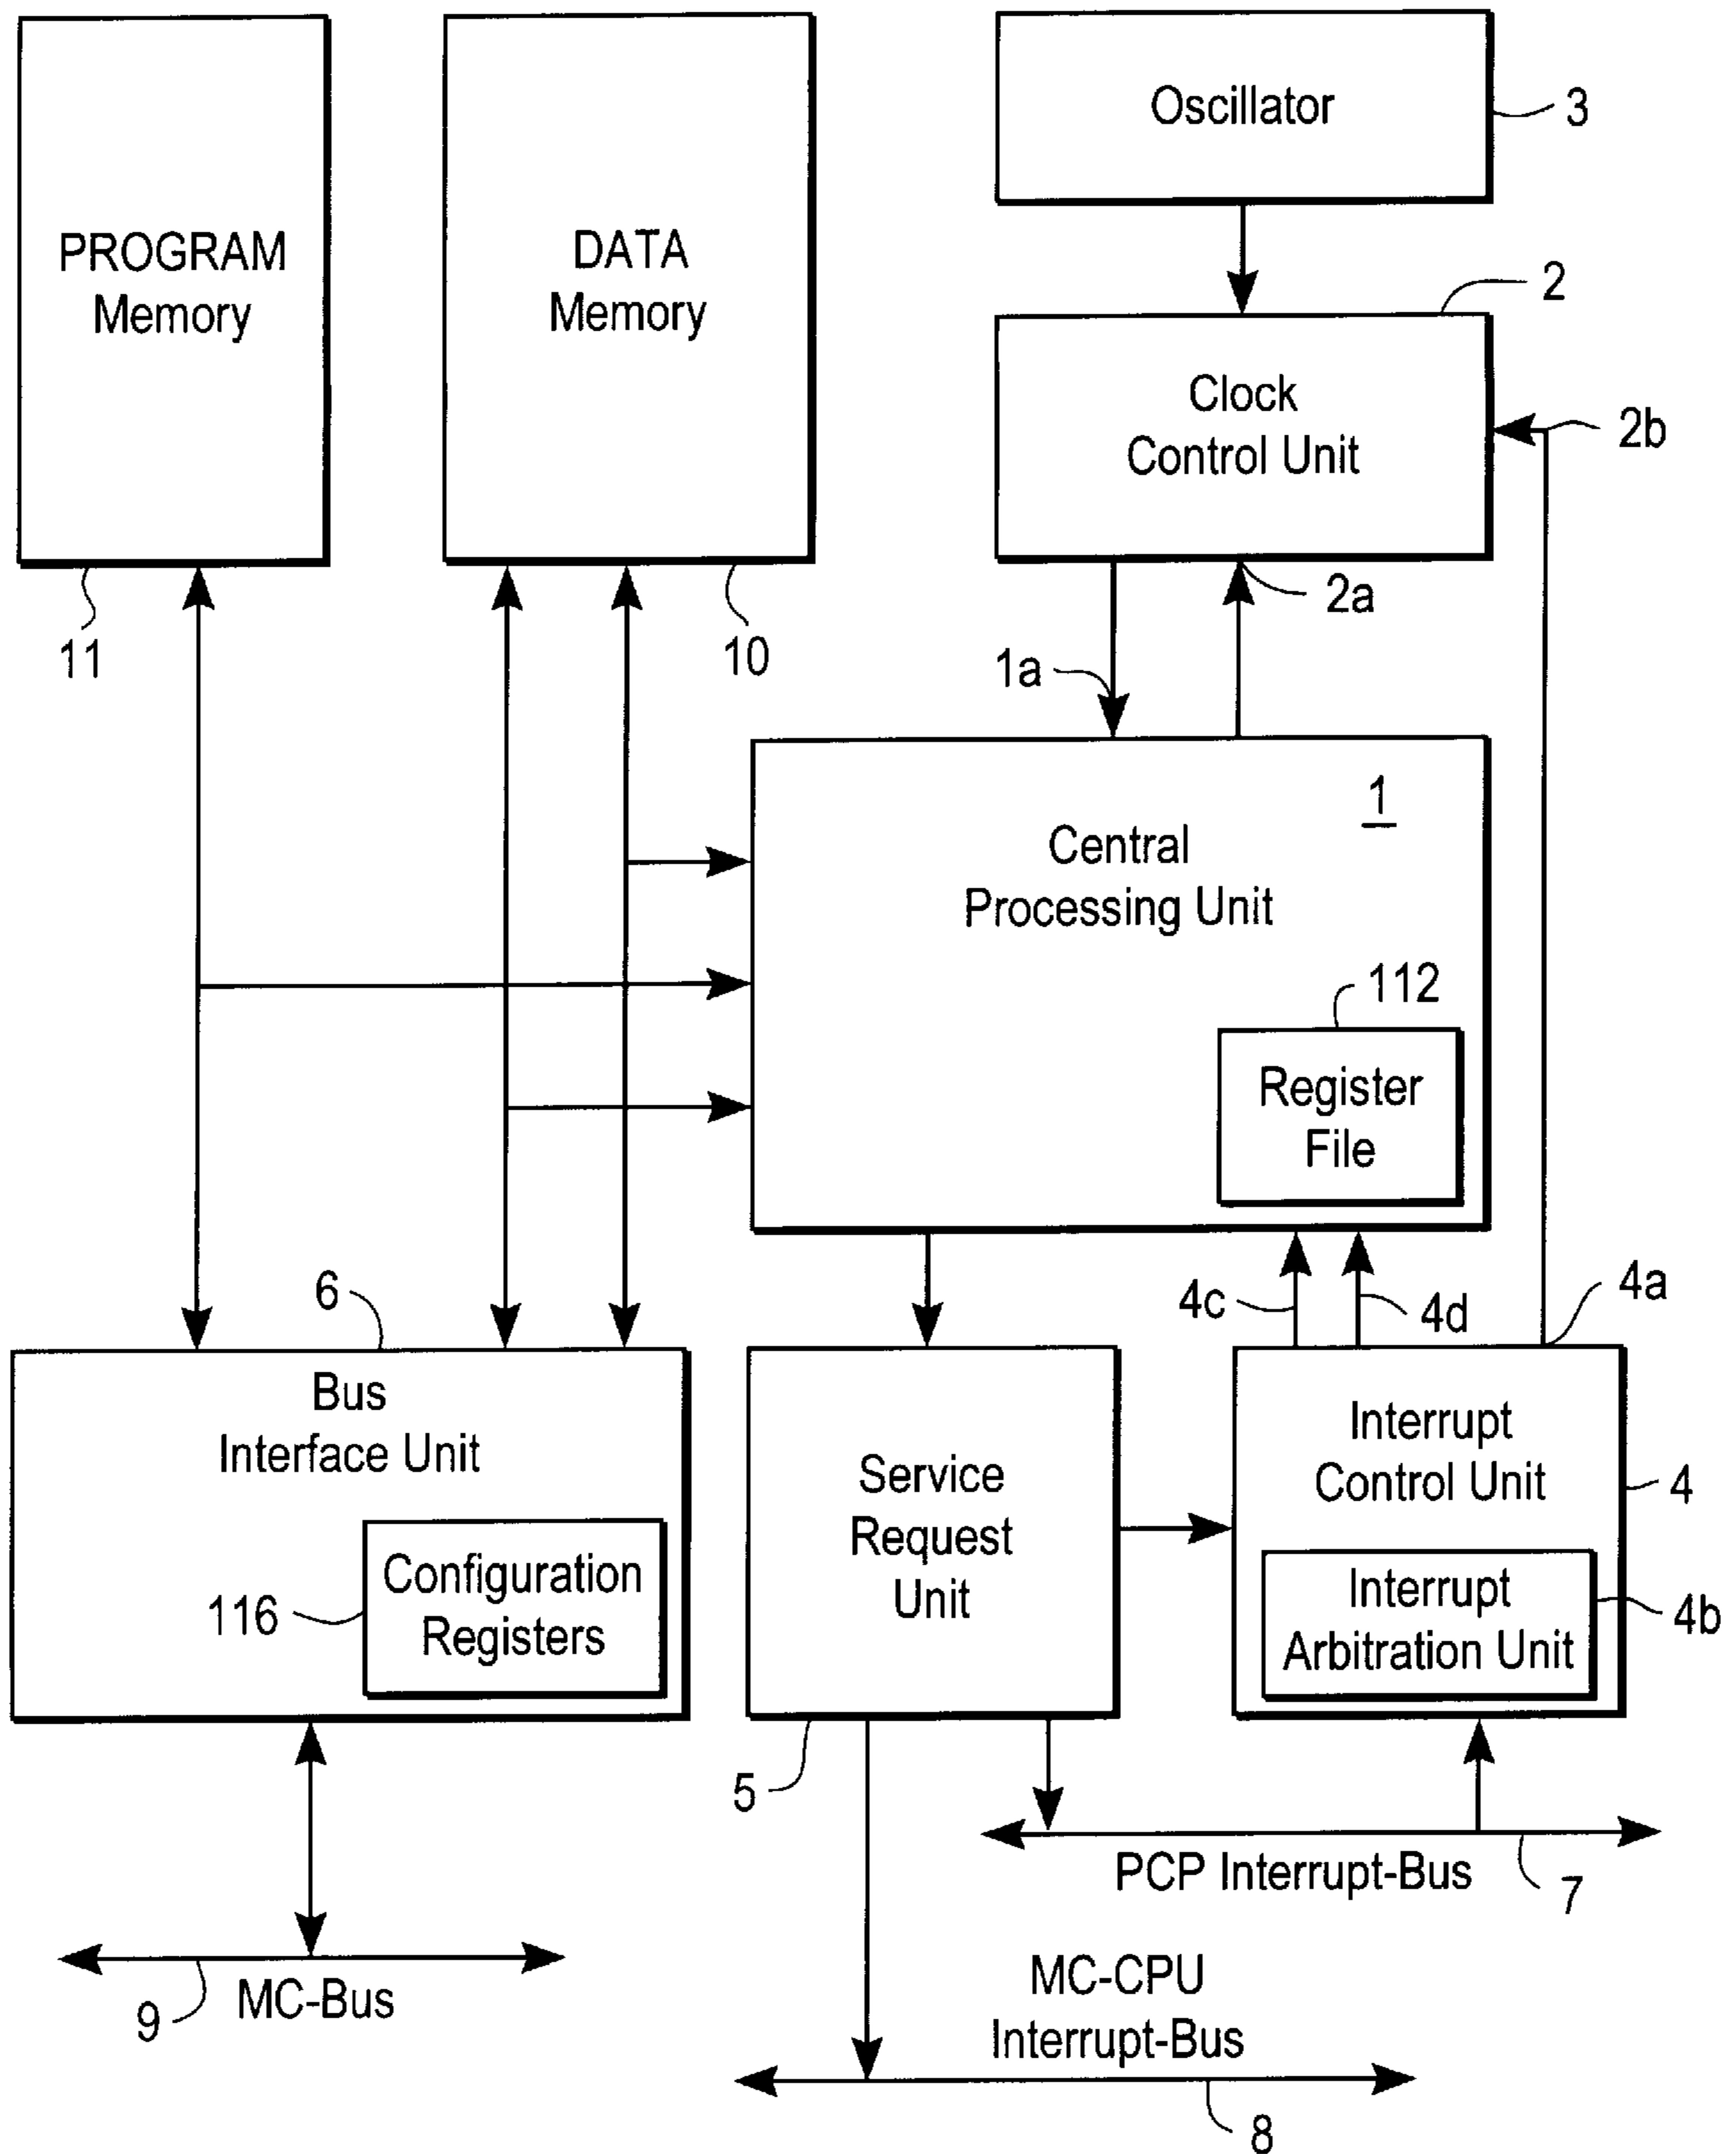 PROGRAM
Memory
11
DATA
Memory
10
Oscillator
3
2
Clock
Control Unit
2b
2a
1a
1
Central
Processing Unit
112
Register
File
4c
4d
4a
6
Bus
Interface Unit
116
Configuration
Registers
Service
Request
Unit
5
Interrupt
Control Unit
4
Interrupt
Arbitration Unit
4b
PCP Interrupt-Bus
7
MC-Bus
9
MC-CPU
Interrupt-Bus
8